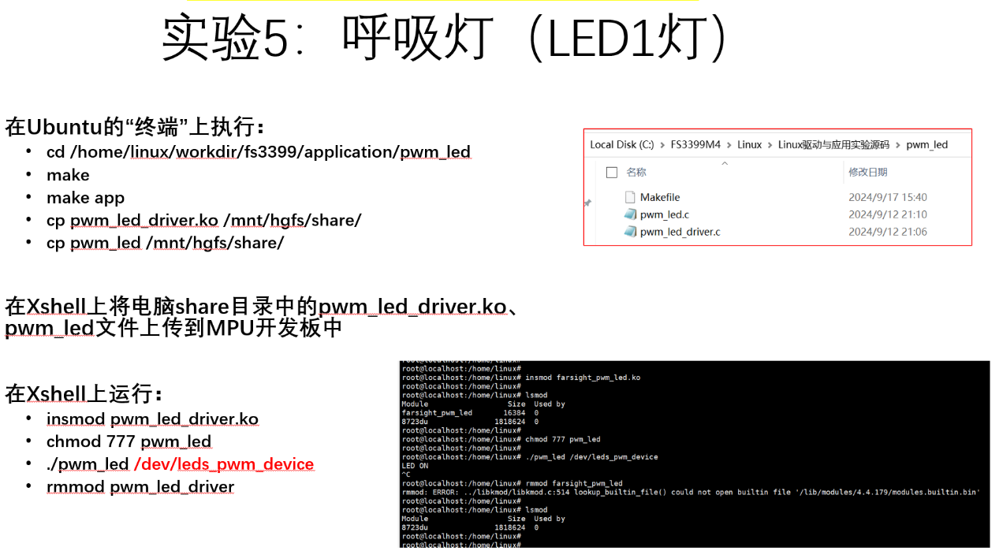 实验5：呼吸灯（LED1灯）
在Ubuntu的“终端”上执行：
• cd /home/linux/workdir/fs3399/application/pwm_led
• make
• make app
• cp pwm_led_driver.ko /mnt/hgfs/share/
• cp pwm_led /mnt/hgfs/share/
Local Disk (C:) > FS3399M4 > Linux > Linux驱动与应用实验源码 > pwm_led
名称 修改日期
Makefile 2024/9/17 15:40
pwm_led.c 2024/9/12 21:10
pwm_led_driver.c 2024/9/12 21:06
在Xshell上将电脑share目录中的pwm_led_driver.ko、
pwm_led文件上传到MPU开发板中
在Xshell上运行：
• insmod pwm_led_driver.ko
• chmod 777 pwm_led
• ./pwm_led /dev/leds_pwm_device
• rmmod pwm_led_driver
root@localhost:/home/linux#
root@localhost:/home/linux#
root@localhost:/home/linux# insmod farsight_pwm_led.ko
root@localhost:/home/linux#
root@localhost:/home/linux# lsmod
Module Size Used by
farsight_pwm_led 16384 0
8723du 1818624 0
root@localhost:/home/linux#
root@localhost:/home/linux# chmod 777 pwm_led
root@localhost:/home/linux#
root@localhost:/home/linux# ./pwm_led /dev/leds_pwm_device
LED ON
^C
root@localhost:/home/linux# rmmod farsight_pwm_led
rmmod: ERROR: ../libkmod/libkmod.c:514 lookup_builtin_file() could not open builtin file '/lib/modules/4.4.179/modules.builtin.bin'
root@localhost:/home/linux#
root@localhost:/home/linux# lsmod
Module Size Used by
8723du 1818624 0
root@localhost:/home/linux#
root@localhost:/home/linux#